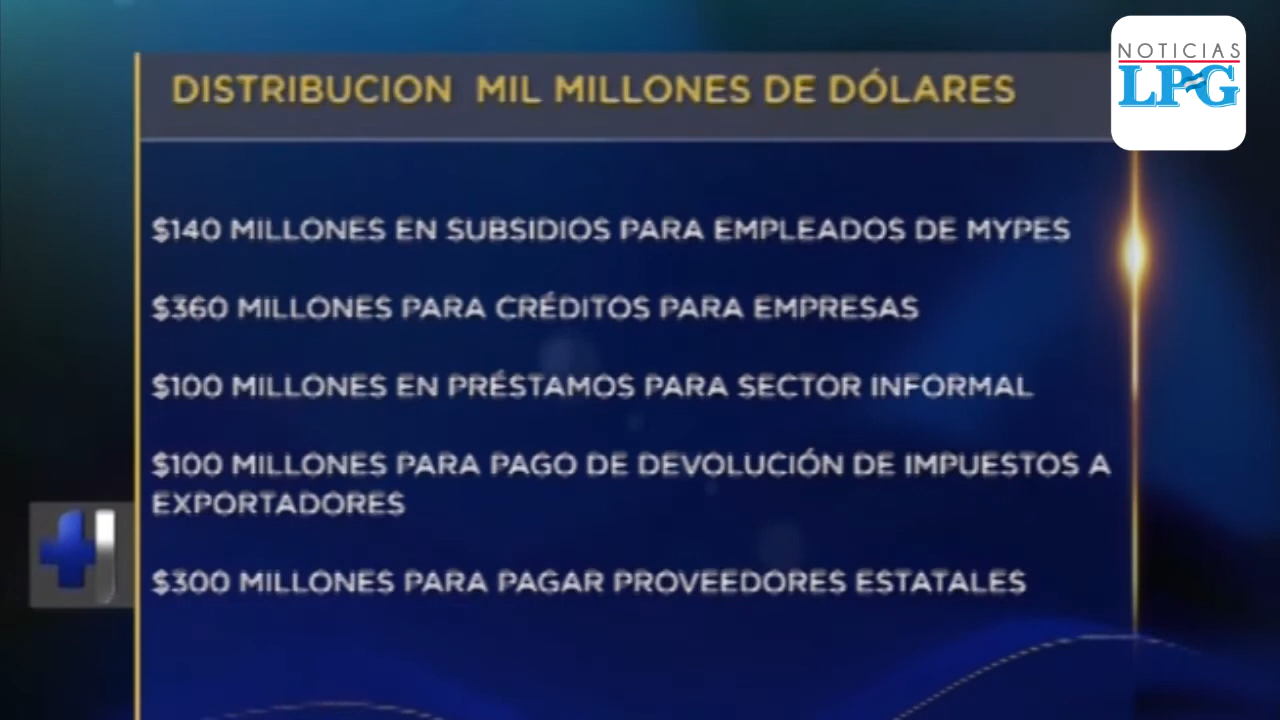 NOTICIAS
LPG
DISTRIBUCION MIL MILLONES DE DÓLARES
$140 MILLONES EN SUBSIDIOS PARA EMPLEADOS DE MYPES
$360 MILLONES PARA CRÉDITOS PARA EMPRESAS
$100 MILLONES EN PRÉSTAMOS PARA SECTOR INFORMAL
$100 MILLONES PARA PAGO DE DEVOLUCIÓN DE IMPUESTOS A
EXPORTADORES
$300 MILLONES PARA PAGAR PROVEEDORES ESTATALES